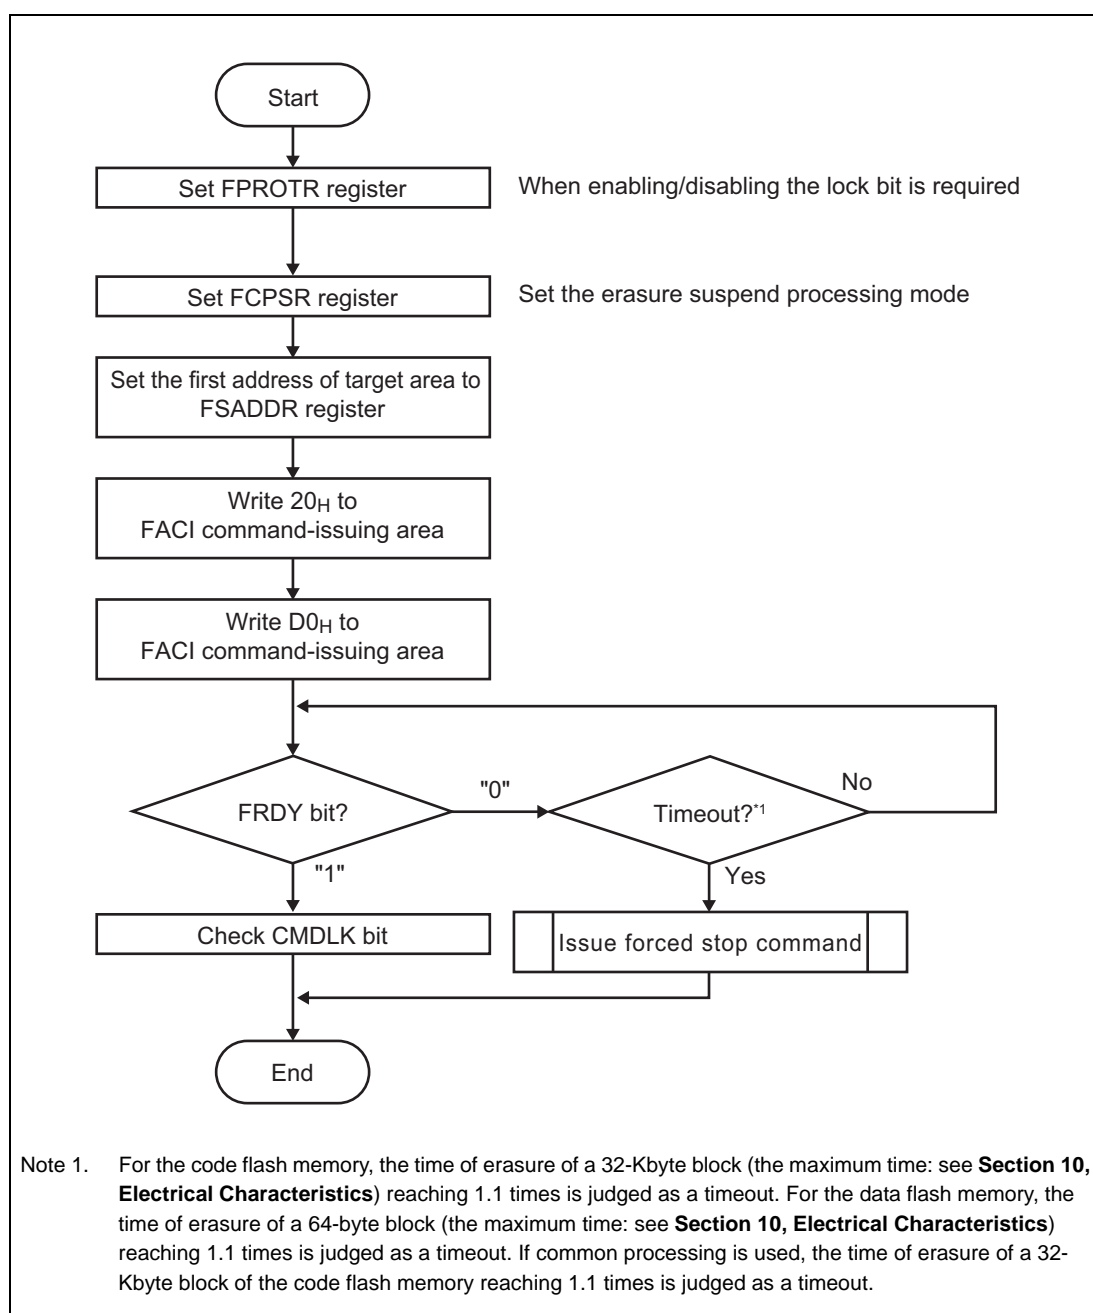 Start
Set FPROTR register
When enabling/disabling the lock bit is required
Set FCPSR register
Set the erasure suspend processing mode
Set the first address of target area to
FSADDR register
Write 20H to
FACI command-issuing area
Write D0H to
FACI command-issuing area
FRDY bit?
"0"
Timeout?*1
No
"1"
Yes
Check CMDLK bit
Issue forced stop command
End
Note 1. For the code flash memory, the time of erasure of a 32-Kbyte block (the maximum time: see Section 10,
Electrical Characteristics) reaching 1.1 times is judged as a timeout. For the data flash memory, the
time of erasure of a 64-byte block (the maximum time: see Section 10, Electrical Characteristics)
reaching 1.1 times is judged as a timeout. If common processing is used, the time of erasure of a 32-
Kbyte block of the code flash memory reaching 1.1 times is judged as a timeout.